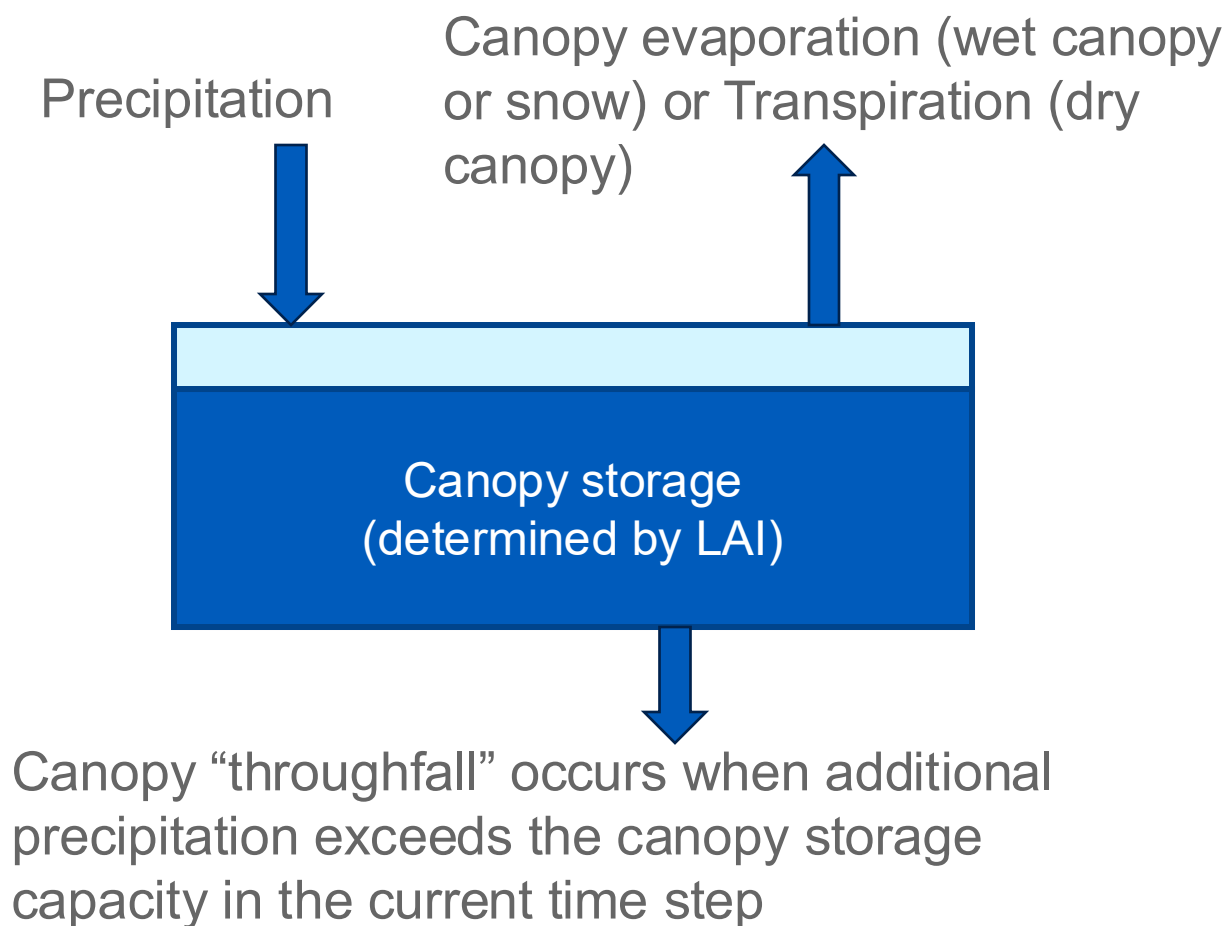 Precipitation
Canopy evaporation (wet canopy
or snow) or Transpiration (dry
canopy)
Canopy storage
(determined by LAI)
Canopy “throughfall” occurs when additional
precipitation exceeds the canopy storage
capacity in the current time step